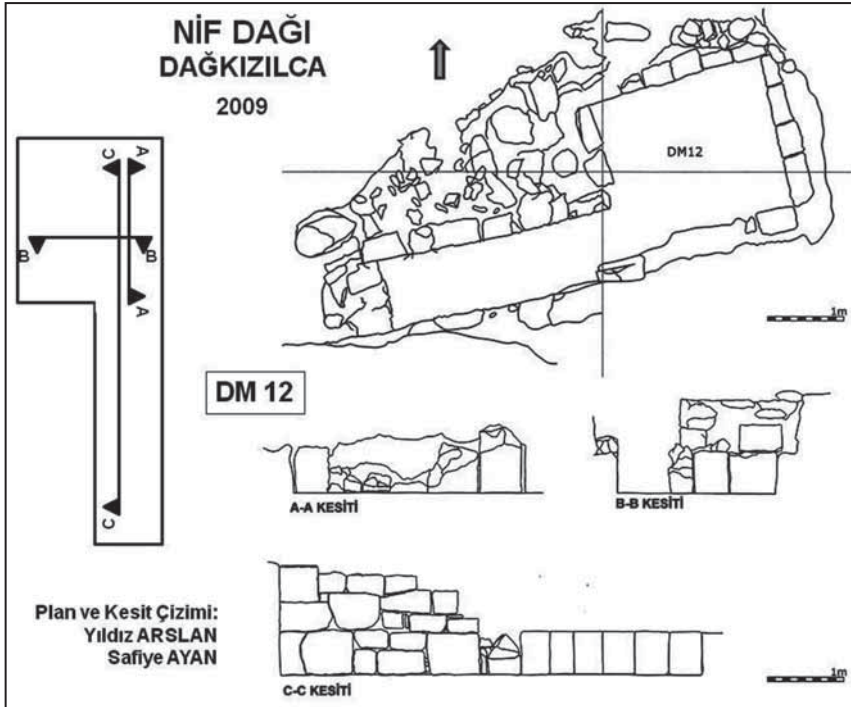 NİF DAĞI
DAĞKIZILCA
2009
C
A
B
B
A
C
DM12
1m
DM 12
A-A KESİTİ
B-B KESİTİ
C-C KESİTİ
1m
Plan ve Kesit Çizimi:
Yıldız ARSLAN
Safiye AYAN